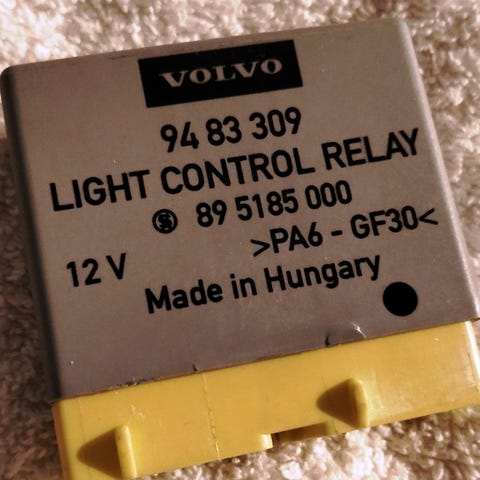 VOLVO
94 83 309
LIGHT CONTROL RELAY
89 5185 000
12 V >PA6 - GF30<
Made in Hungary